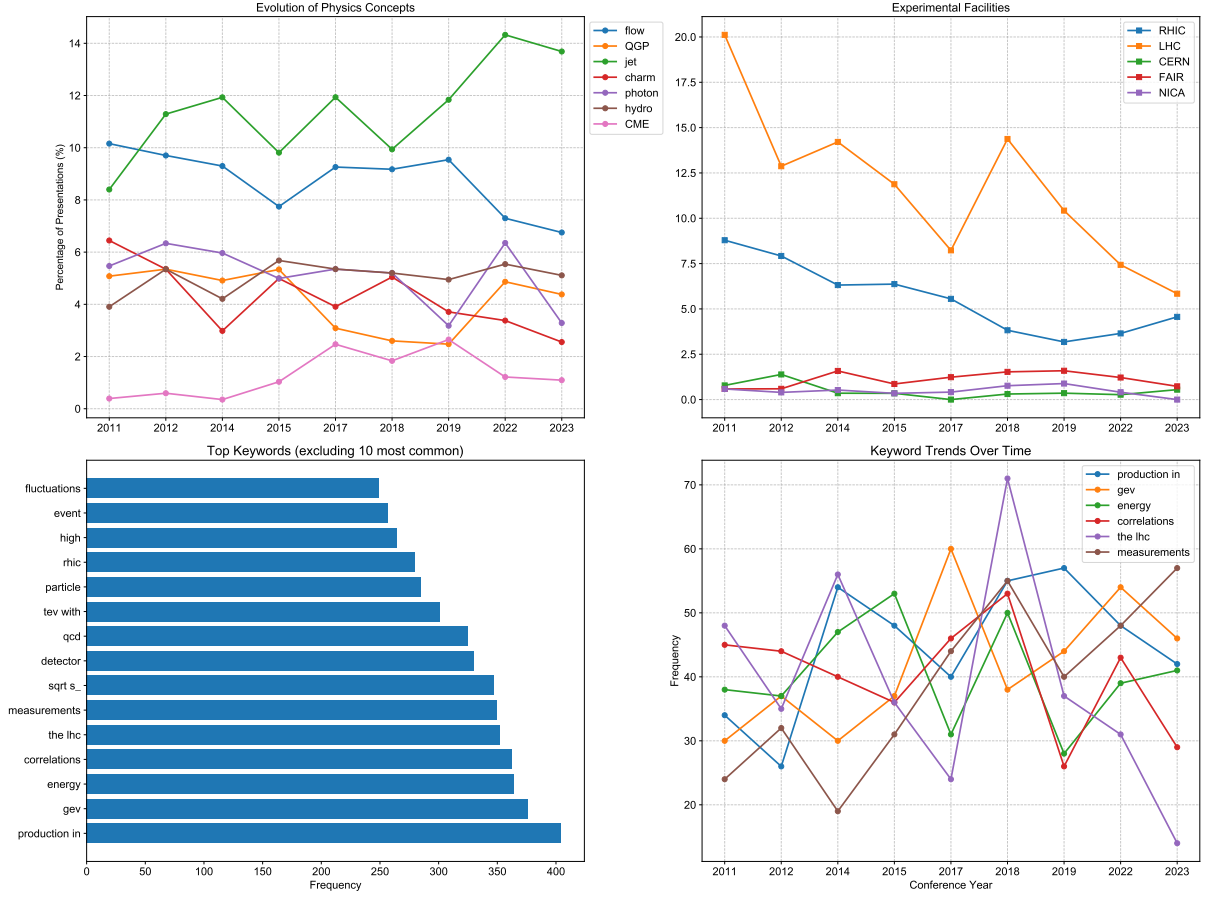 Evolution of Physics Concepts
Percentage of Presentations (%)
14
12
10
8
6
4
2
0
2011 2012 2014 2015 2017 2018 2019 2022 2023
flow
QGP
jet
charm
photon
hydro
CME
Experimental Facilities
20.0
17.5
15.0
12.5
10.0
7.5
5.0
2.5
0.0
2011 2012 2014 2015 2017 2018 2019 2022 2023
RHIC
LHC
CERN
FAIR
NICA
Top Keywords (excluding 10 most common)
fluctuations
event
high
rhic
particle
tev with
qcd
detector
sqrt s_
measurements
the lhc
correlations
energy
gev
production in
0 50 100 150 200 250 300 350 400
Frequency
Keyword Trends Over Time
Frequency
70
60
50
40
30
20
2011 2012 2014 2015 2017 2018 2019 2022 2023
Conference Year
production in
gev
energy
correlations
the lhc
measurements